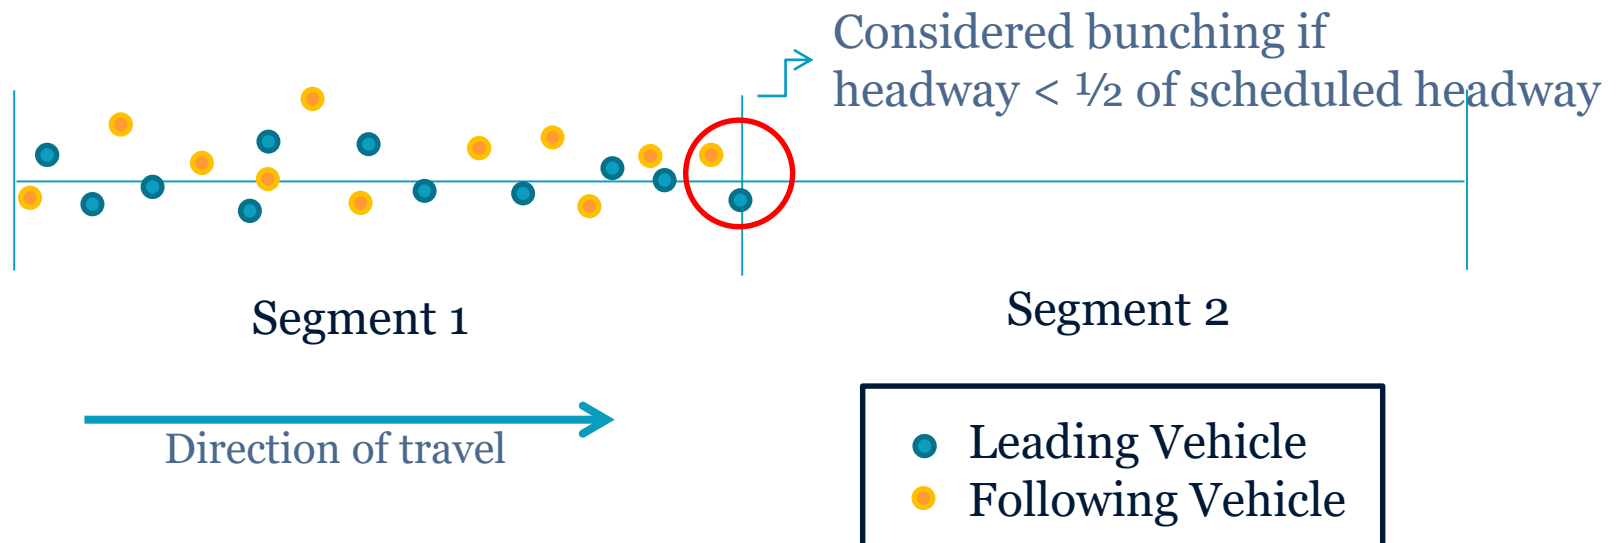 Considered bunching if
headway < ½ of scheduled headway
Segment 1
Segment 2
Direction of travel
Leading Vehicle
Following Vehicle